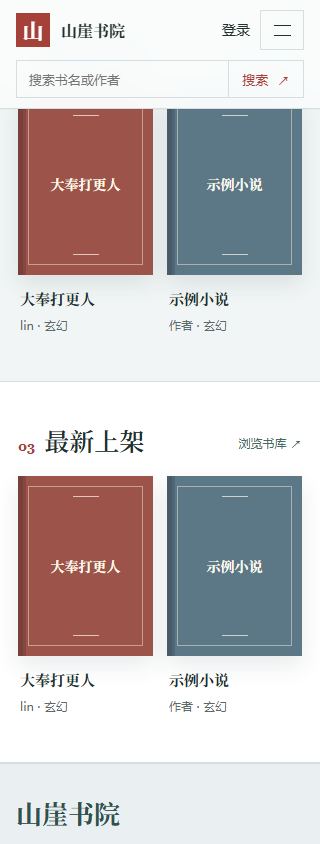 山 山崖书院 登录
搜索书名或作者 搜索 ↗
大奉打更人 示例小说
大奉打更人 示例小说
lin · 玄幻 作者 · 玄幻
03 最新上架 浏览书库 ↗
大奉打更人 示例小说
大奉打更人 示例小说
lin · 玄幻 作者 · 玄幻
山崖书院